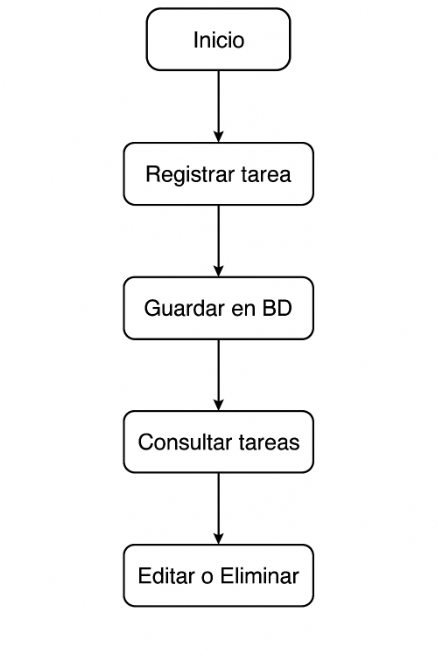 Inicio
Registrar tarea
Guardar en BD
Consultar tareas
Editar o Eliminar